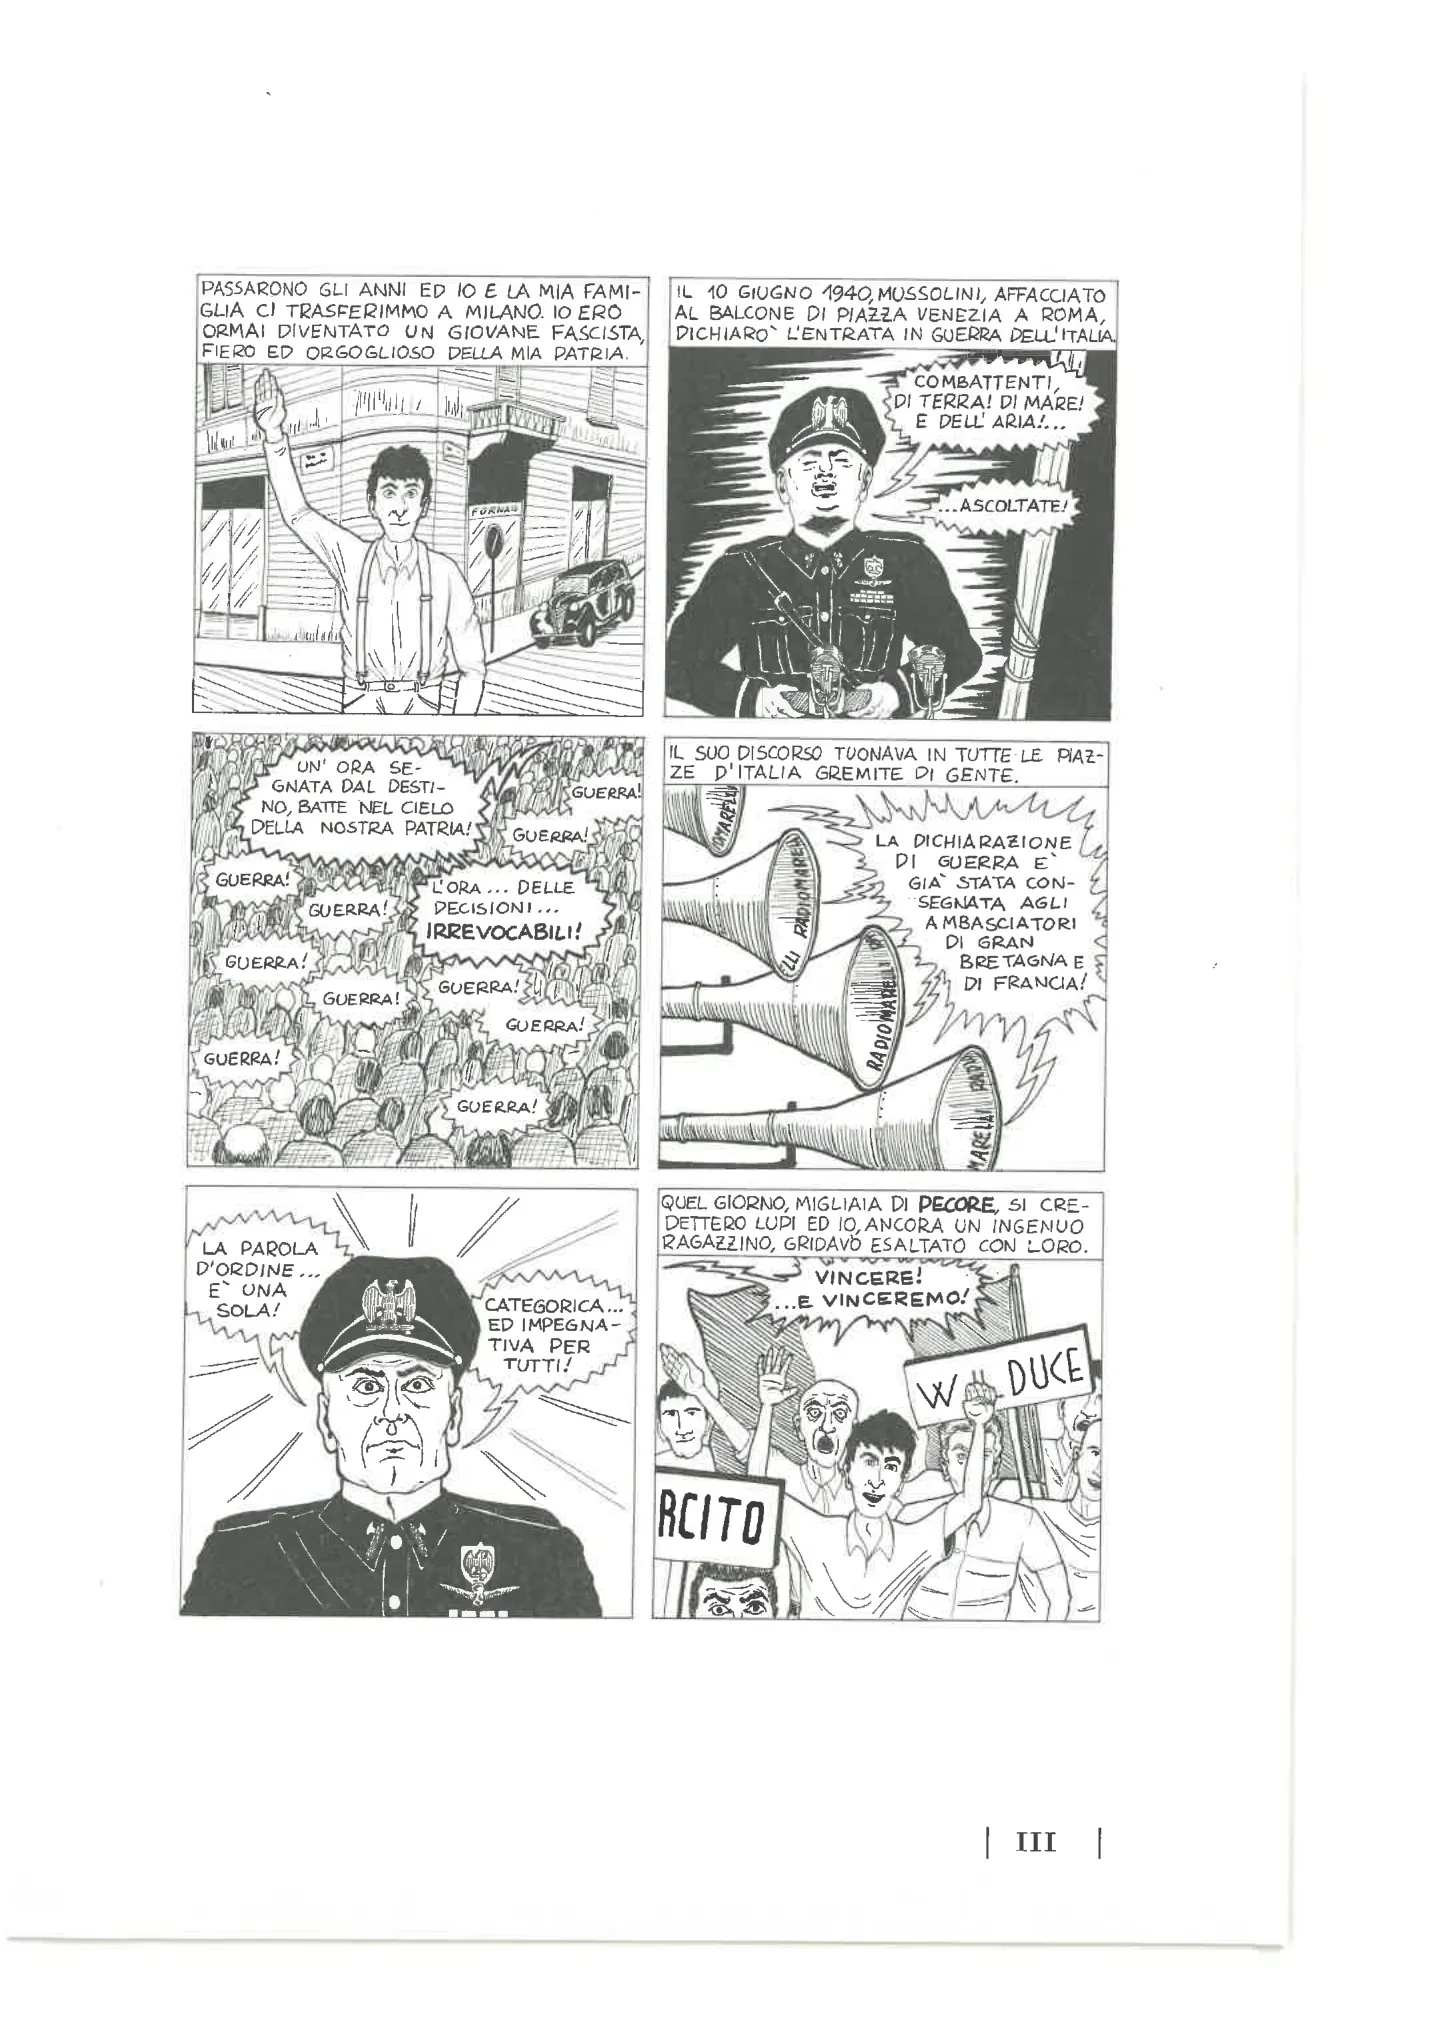 PASSARONO GLI ANNI ED IO E LA MIA FAMI-
GLIA CI TRASFERIMMO A MILANO. IO ERO
ORMAI DIVENTATO UN GIOVANE FASCISTA,
FIERO ED ORGOGLIOSO DELLA MIA PATRIA.
FORNAIO
IL 10 GIUGNO 1940, MUSSOLINI, AFFACCIATO
AL BALCONE DI PIAZZA VENEZIA A ROMA,
DICHIARO` L'ENTRATA IN GUERRA DELL'ITALIA.
COMBATTENTI,
DI TERRA! DI MARE!
E DELL' ARIA!...
...ASCOLTATE!
UN' ORA SE-
GNATA DAL DESTI-
NO, BATTE NEL CIELO
DELLA NOSTRA PATRIA!
GUERRA!
GUERRA!
GUERRA!
GUERRA!
L'ORA... DELLE
DECISIONI...
IRREVOCABILI!
GUERRA!
GUERRA!
GUERRA!
GUERRA!
GUERRA!
GUERRA!
IL SUO DISCORSO TUONAVA IN TUTTE LE PIAZ-
ZE D'ITALIA GREMITE DI GENTE.
OMARELLI
ELLI RADIOMARELLI
RADIOMARELLI
MARELLI RADI
LA DICHIARAZIONE
DI GUERRA E`
GIA` STATA CON-
SEGNATA AGLI
AMBASCIATORI
DI GRAN
BRETAGNA E
DI FRANCIA!
LA PAROLA
D'ORDINE...
E` UNA
SOLA!
CATEGORICA...
ED IMPEGNA-
TIVA PER
TUTTI!
QUEL GIORNO, MIGLIAIA DI PECORE, SI CRE-
DETTERO LUPI ED IO, ANCORA UN INGENUO
RAGAZZINO, GRIDAVO ESALTATO CON LORO.
VINCERE!
...E VINCEREMO!
W DUCE
RCITO
| III |